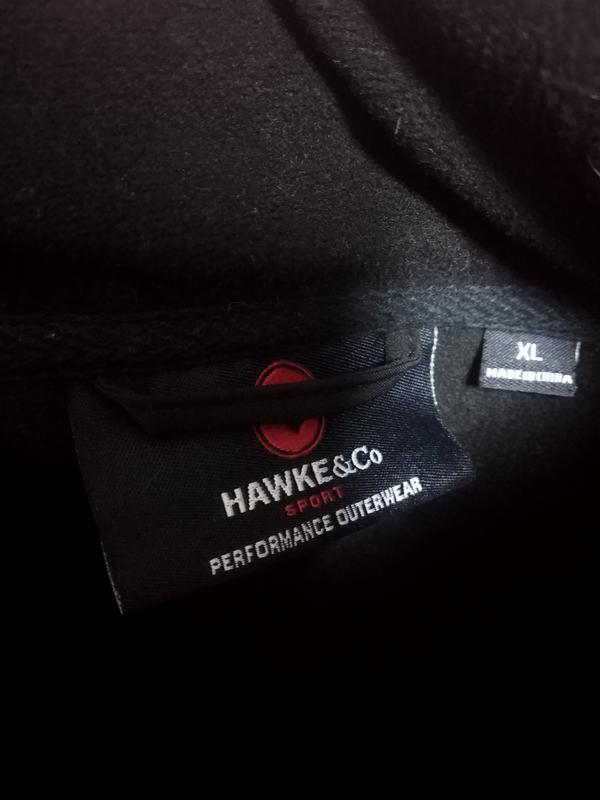 XL
MADE IN CHINA
HAWKE&Co
SPORT
PERFORMANCE OUTERWEAR